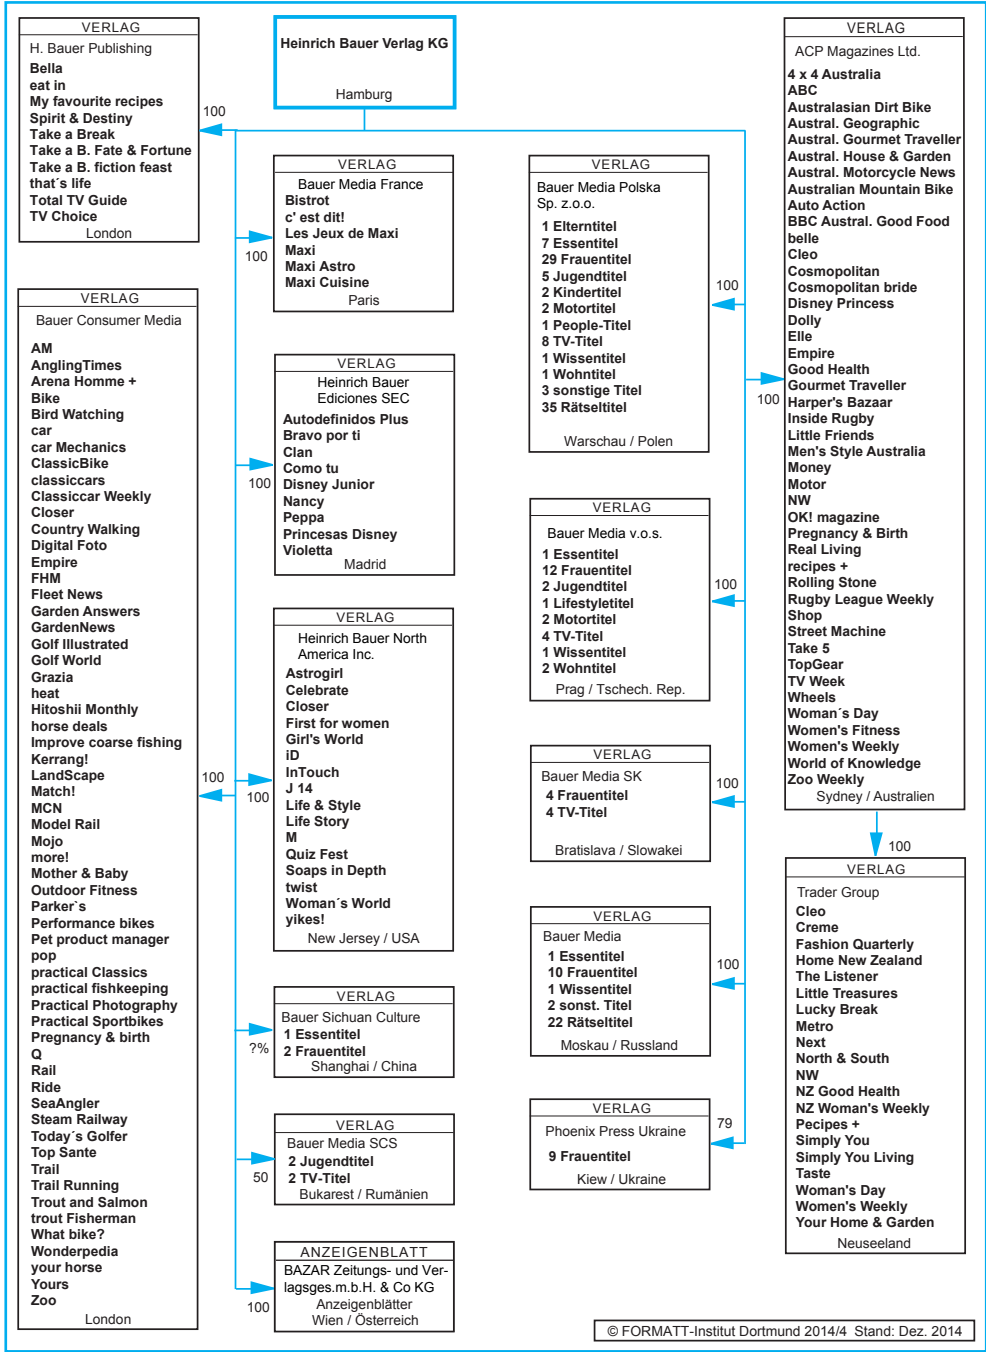 VERLAG
H. Bauer Publishing
Bella
eat in
My favourite recipes
Spirit & Destiny
Take a Break
Take a B. Fate & Fortune
Take a B. fiction feast
that´s life
Total TV Guide
TV Choice
London
100
Heinrich Bauer Verlag KG
Hamburg
VERLAG
Bauer Consumer Media
AM
AnglingTimes
Arena Homme +
Bike
Bird Watching
car
car Mechanics
ClassicBike
classiccars
Classiccar Weekly
Closer
Country Walking
Digital Foto
Empire
FHM
Fleet News
Garden Answers
GardenNews
Golf Illustrated
Golf World
Grazia
heat
Hitoshii Monthly
horse deals
Improve coarse fishing
Kerrang!
LandScape
Match!
MCN
Model Rail
Mojo
more!
Mother & Baby
Outdoor Fitness
Parker`s
Performance bikes
Pet product manager
pop
practical Classics
practical fishkeeping
Practical Photography
Practical Sportbikes
Pregnancy & birth
Q
Rail
Ride
SeaAngler
Steam Railway
Today´s Golfer
Top Sante
Trail
Trail Running
Trout and Salmon
trout Fisherman
What bike?
Wonderpedia
your horse
Yours
Zoo
London
100
VERLAG
Bauer Media France
Bistrot
c' est dit!
Les Jeux de Maxi
Maxi
Maxi Astro
Maxi Cuisine
Paris
100
VERLAG
Heinrich Bauer
Ediciones SEC
Autodefinidos Plus
Bravo por ti
Clan
Como tu
Disney Junior
Nancy
Peppa
Princesas Disney
Violetta
Madrid
100
VERLAG
Heinrich Bauer North
America Inc.
Astrogirl
Celebrate
Closer
First for women
Girl's World
iD
InTouch
J 14
Life & Style
Life Story
M
Quiz Fest
Soaps in Depth
twist
Woman´s World
yikes!
New Jersey / USA
100
VERLAG
Bauer Sichuan Culture
1 Essentitel
2 Frauentitel
Shanghai / China
?%
VERLAG
Bauer Media SCS
2 Jugendtitel
2 TV-Titel
Bukarest / Rumänien
50
ANZEIGENBLATT
BAZAR Zeitungs- und Ver-
lagsges.m.b.H. & Co KG
Anzeigenblätter
Wien / Österreich
100
VERLAG
Bauer Media Polska
Sp. z.o.o.
1 Elterntitel
7 Essentitel
29 Frauentitel
5 Jugendtitel
2 Kindertitel
2 Motortitel
1 People-Titel
8 TV-Titel
1 Wissentitel
1 Wohntitel
3 sonstige Titel
35 Rätseltitel
Warschau / Polen
100
VERLAG
Bauer Media v.o.s.
1 Essentitel
12 Frauentitel
2 Jugendtitel
1 Lifestyletitel
2 Motortitel
4 TV-Titel
1 Wissentitel
2 Wohntitel
Prag / Tschech. Rep.
100
VERLAG
Bauer Media SK
4 Frauentitel
4 TV-Titel
Bratislava / Slowakei
100
VERLAG
Bauer Media
1 Essentitel
10 Frauentitel
1 Wissentitel
2 sonst. Titel
22 Rätseltitel
Moskau / Russland
100
VERLAG
Phoenix Press Ukraine
9 Frauentitel
Kiew / Ukraine
79
VERLAG
ACP Magazines Ltd.
4 x 4 Australia
ABC
Australasian Dirt Bike
Austral. Geographic
Austral. Gourmet Traveller
Austral. House & Garden
Austral. Motorcycle News
Australian Mountain Bike
Auto Action
BBC Austral. Good Food
belle
Cleo
Cosmopolitan
Cosmopolitan bride
Disney Princess
Dolly
Elle
Empire
Good Health
Gourmet Traveller
Harper's Bazaar
Inside Rugby
Little Friends
Men's Style Australia
Money
Motor
NW
OK! magazine
Pregnancy & Birth
Real Living
recipes +
Rolling Stone
Rugby League Weekly
Shop
Street Machine
Take 5
TopGear
TV Week
Wheels
Woman´s Day
Women's Fitness
Women's Weekly
World of Knowledge
Zoo Weekly
Sydney / Australien
100
100
VERLAG
Trader Group
Cleo
Creme
Fashion Quarterly
Home New Zealand
The Listener
Little Treasures
Lucky Break
Metro
Next
North & South
NW
NZ Good Health
NZ Woman's Weekly
Pecipes +
Simply You
Simply You Living
Taste
Woman's Day
Women's Weekly
Your Home & Garden
Neuseeland
© FORMATT-Institut Dortmund 2014/4 Stand: Dez. 2014